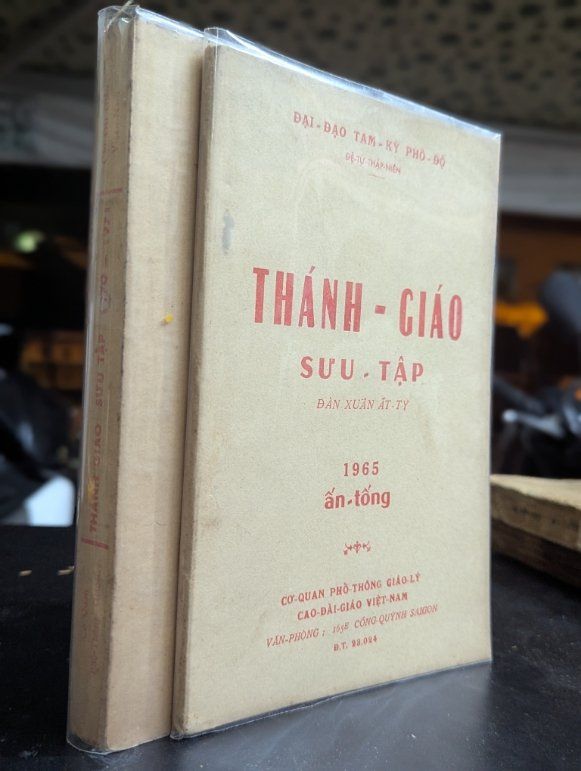 ĐẠI - ĐẠO TAM - KỲ PHỔ - ĐỘ
ĐỆ-TỨ THẬP-NIÊN
THÁNH - GIÁO
SƯU - TẬP
ĐÀN XUÂN ẤT-TỴ
1965
ấn-tống
CƠ-QUAN PHỔ-THÔNG GIÁO-LÝ
CAO-ĐÀI-GIÁO VIỆT-NAM
VĂN-PHÒNG : 165E CỐNG-QUỲNH SAIGON
Đ.T. 23.024
THÁNH GIÁO SƯU TẬP